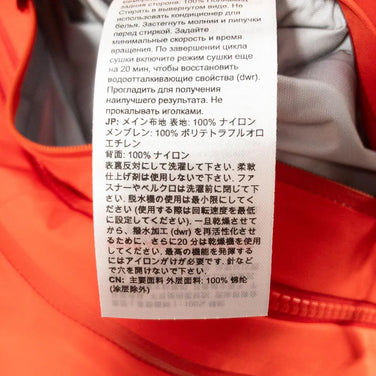 Стирать в вывернутом виде. Не
использовать кондиционер для
белья. Застегнуть молнии и липучки
перед стиркой. Задайте
минимальные скорость и время
вращения. По завершении цикла
сушки включите режим сушки еще
на 20 мин, чтобы восстановить
водоотталкивающие свойства (dwr).
Прогладить для получения
наилучшего результата. Не
прокалывать иголками.
JP: メイン布地 表地: 100% ナイロン
メンブレン: 100% ポリテトラフルオロ
エチレン
背面: 100% ナイロン
表裏反対にして洗濯して下さい. 柔軟
仕上げ剤は使用しないで下さい. ファ
スナーやベルクロは洗濯前に閉じて下
さい. 脱水機の使用は最小限にしてく
ださい (使用する際は回転速度を最低
に設定してください). 一旦乾燥させて
から, 撥水加工 (dwr) を再活性化させ
るために, さらに20 分は乾燥機を使用
して下さい. 最高の機能を発揮するに
はアイロンがけが必要です. 針など
で穴を開けないで下さい.
CN: 主要面料 外层面料: 100% 锦纶
(涂层除外)